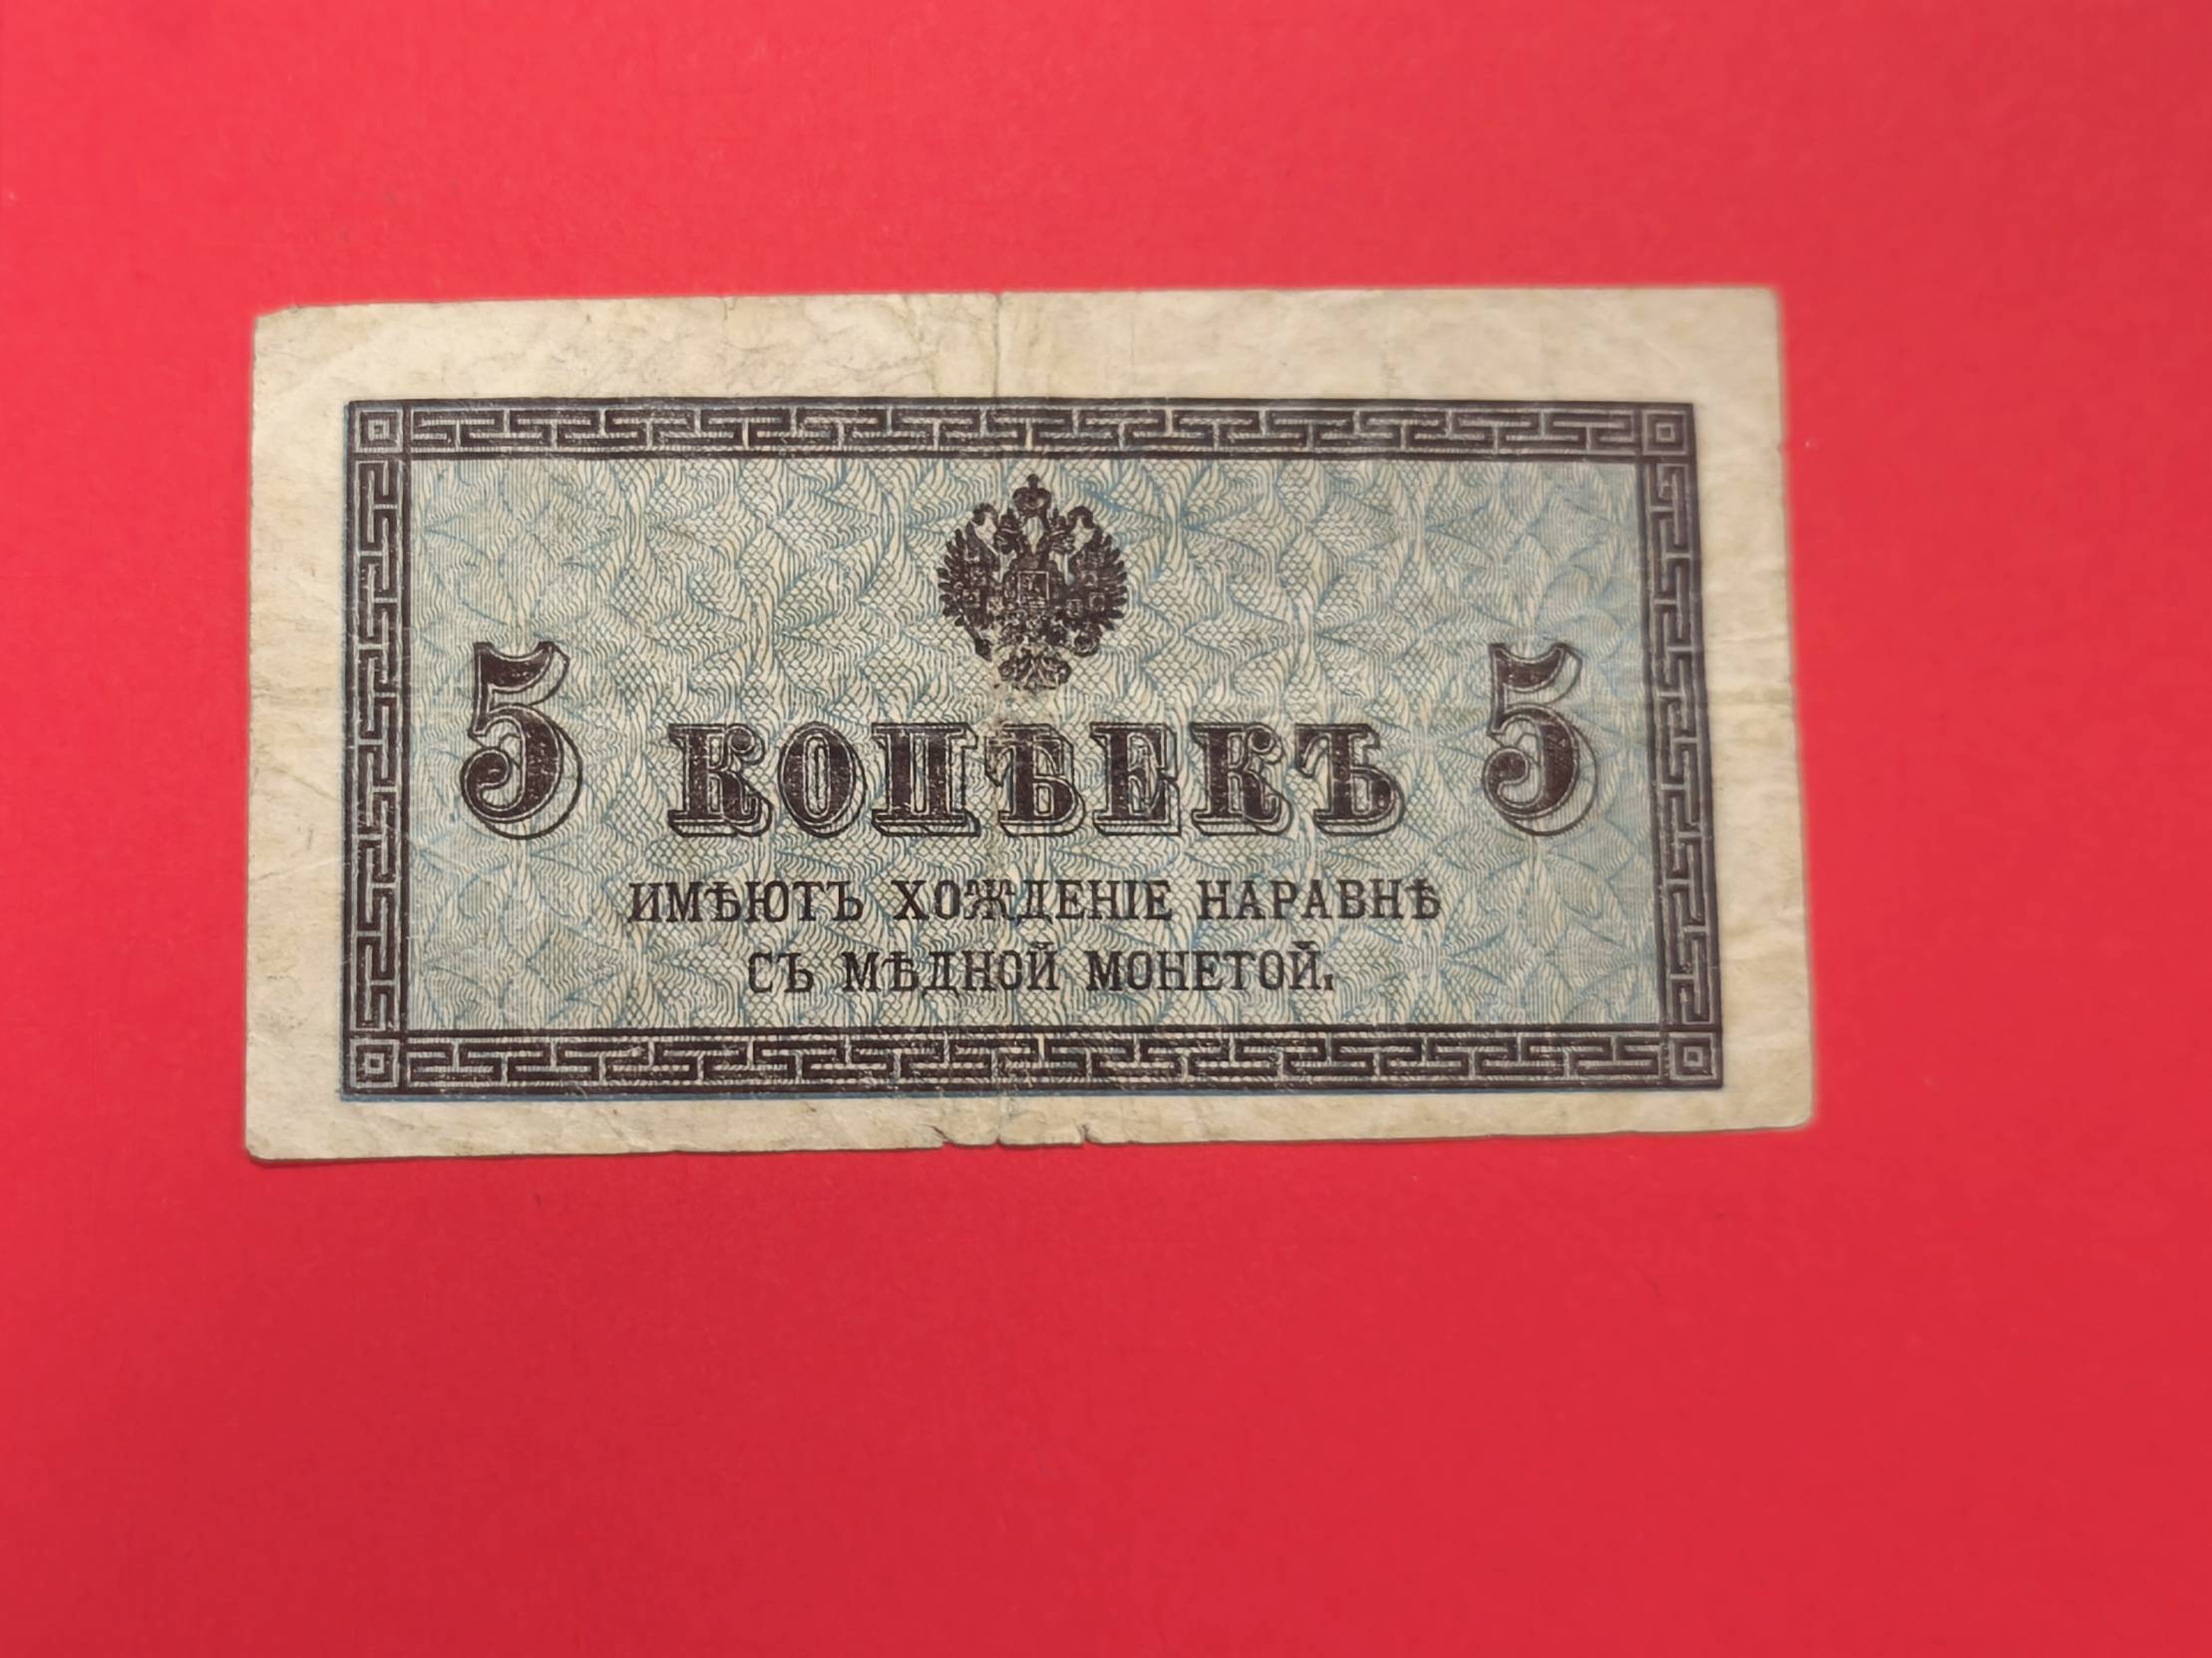 5 КОПѢЕКЪ 5
ИМѢЮТЪ ХОЖДЕНІЕ НАРАВНѢ
СЪ МѢДНОЙ МОНЕТОЙ.